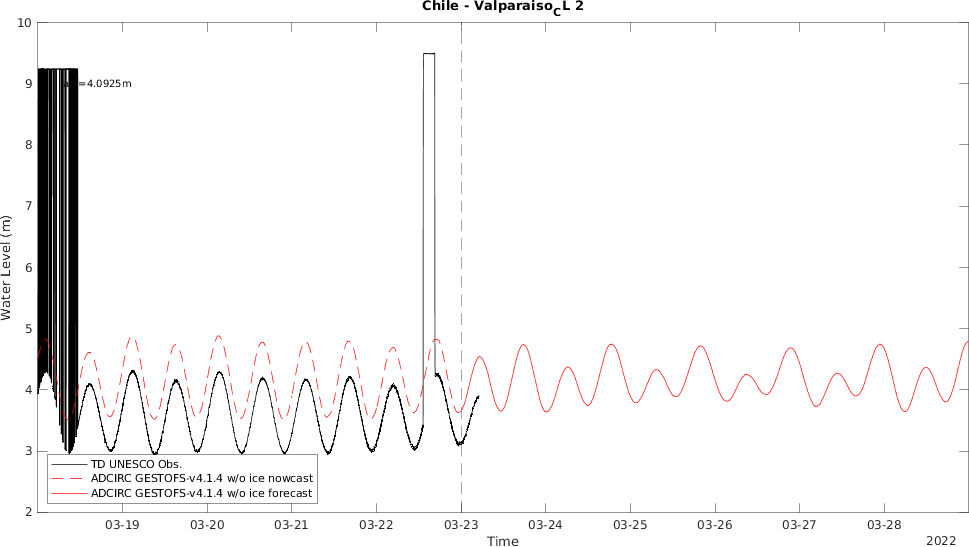 Chile - Valparaiso_CL 2
=4.0925m
10
9
8
7
6
5
4
3
2
Water Level (m)
TD UNESCO Obs.
ADCIRC GESTOFS-v4.1.4 w/o ice nowcast
ADCIRC GESTOFS-v4.1.4 w/o ice forecast
03-19 03-20 03-21 03-22 03-23 03-24 03-25 03-26 03-27 03-28
Time
2022